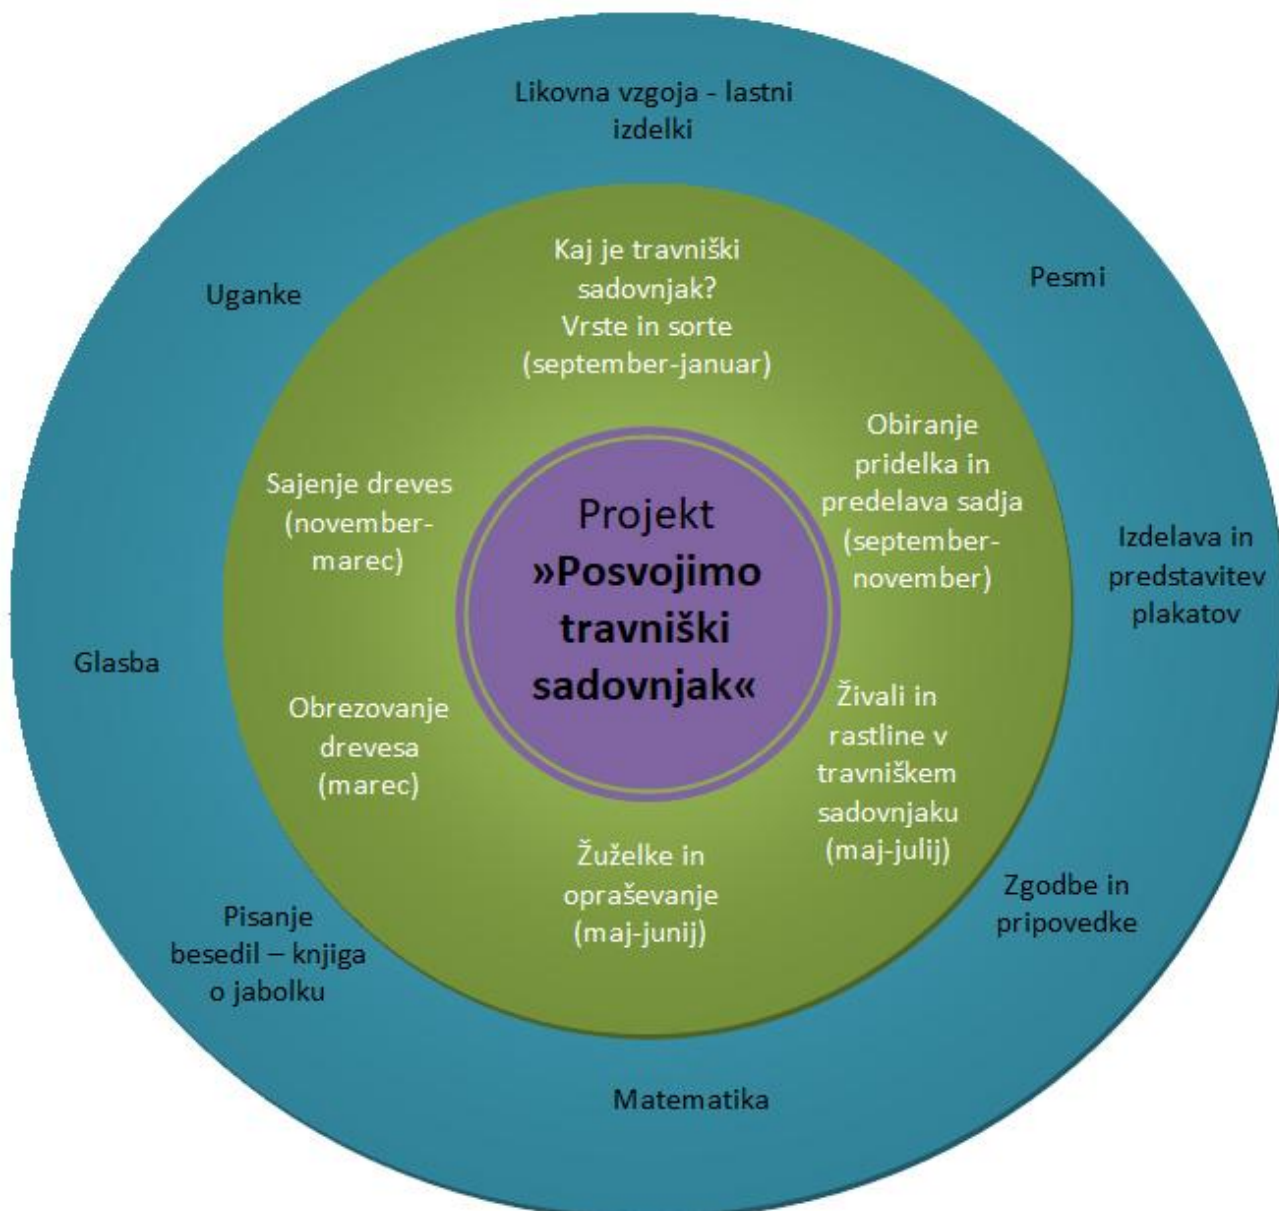 Likovna vzgoja - lastni
izdelki
Pesmi
Izdelava in
predstavitev
plakatov
Zgodbe in
pripovedke
Matematika
Pisanje
besedil – knjiga
o jabolku
Glasba
Uganke
Kaj je travniški
sadovnjak?
Vrste in sorte
(september-januar)
Obiranje
pridelka in
predelava sadja
(september-
november)
Živali in
rastline v
travniškem
sadovnjaku
(maj-julij)
Žuželke in
opraševanje
(maj-junij)
Obrezovanje
drevesa
(marec)
Sajenje dreves
(november-
marec)
Projekt
»Posvojimo
travniški
sadovnjak«